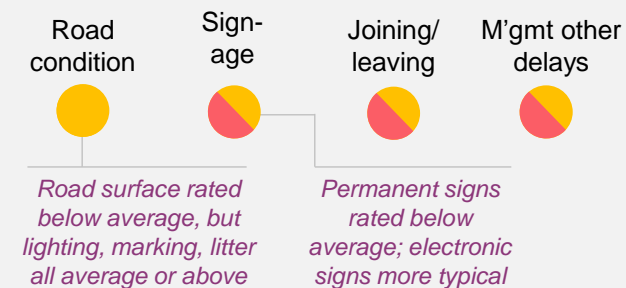 Road
condition
Sign-
age
Joining/
leaving
M'gmt other
delays
Road surface rated
below average, but
lighting, marking, litter
all average or above
Permanent signs
rated below
average; electronic
signs more typical